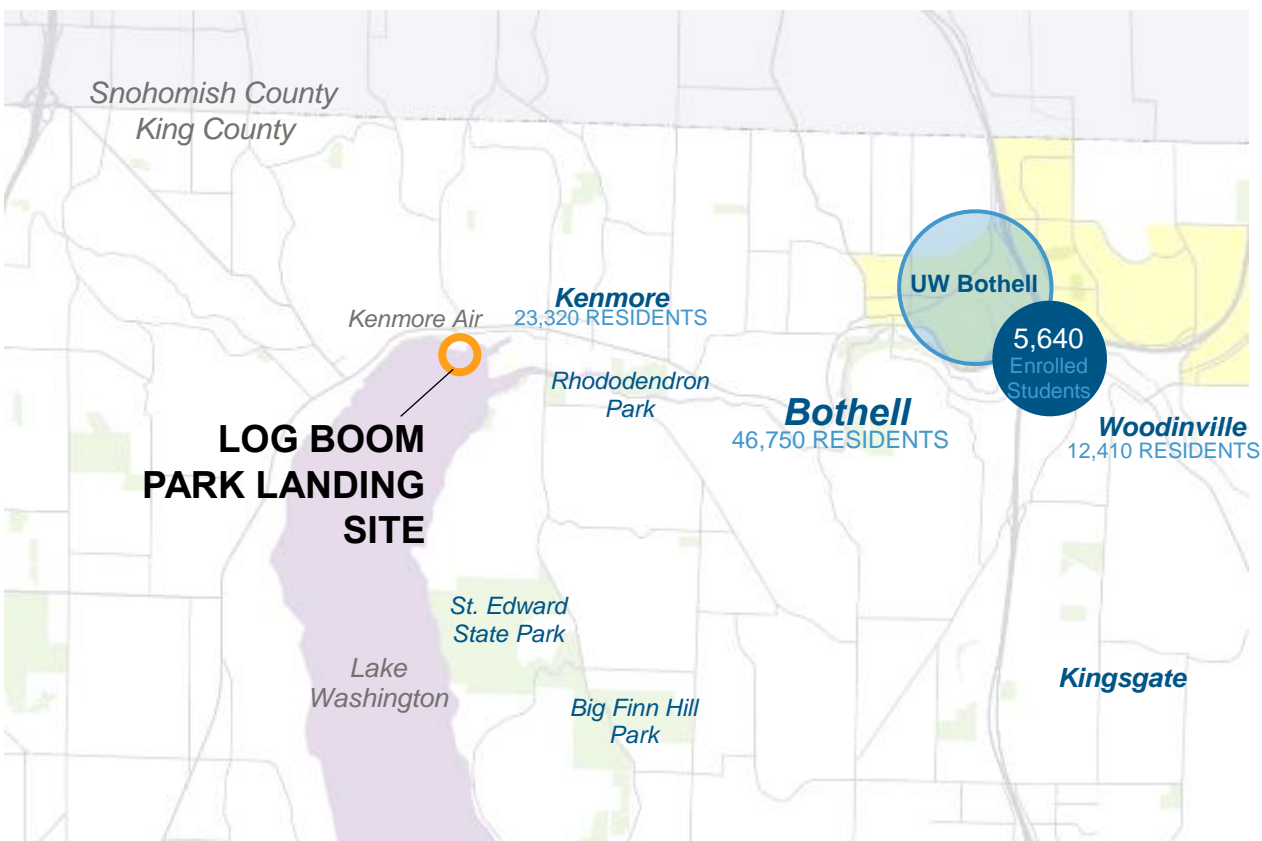 Snohomish County
King County
Kenmore Air
Kenmore
23,320 RESIDENTS
UW Bothell
5,640
Enrolled
Students
Rhododendron
Park
Bothell
46,750 RESIDENTS
Woodinville
12,410 RESIDENTS
LOG BOOM
PARK LANDING
SITE
St. Edward
State Park
Lake
Washington
Big Finn Hill
Park
Kingsgate